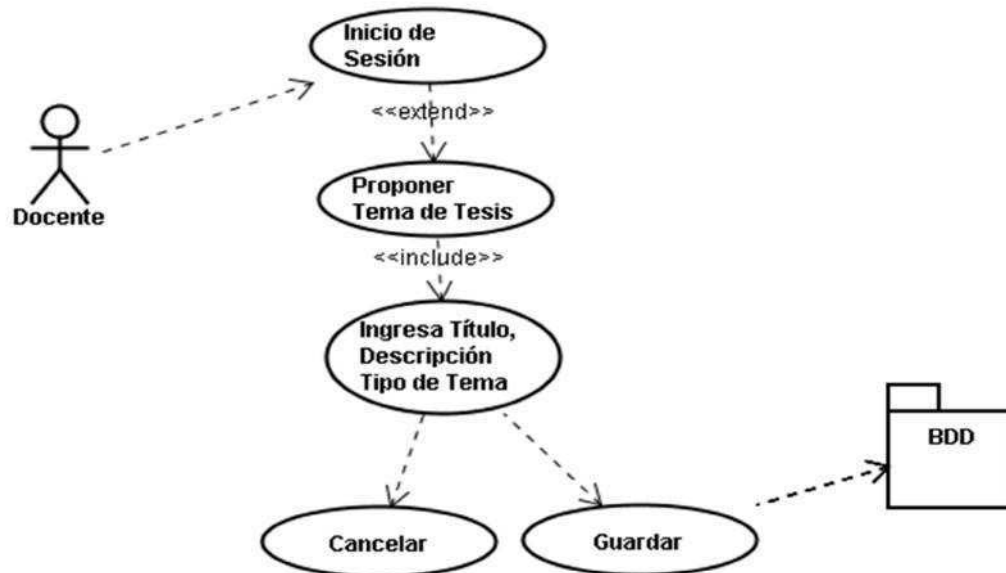 Inicio de
Sesión
<<extend>>
Docente
Proponer
Tema de Tesis
<<include>>
Ingresa Título,
Descripción
Tipo de Tema
BDD
Cancelar
Guardar